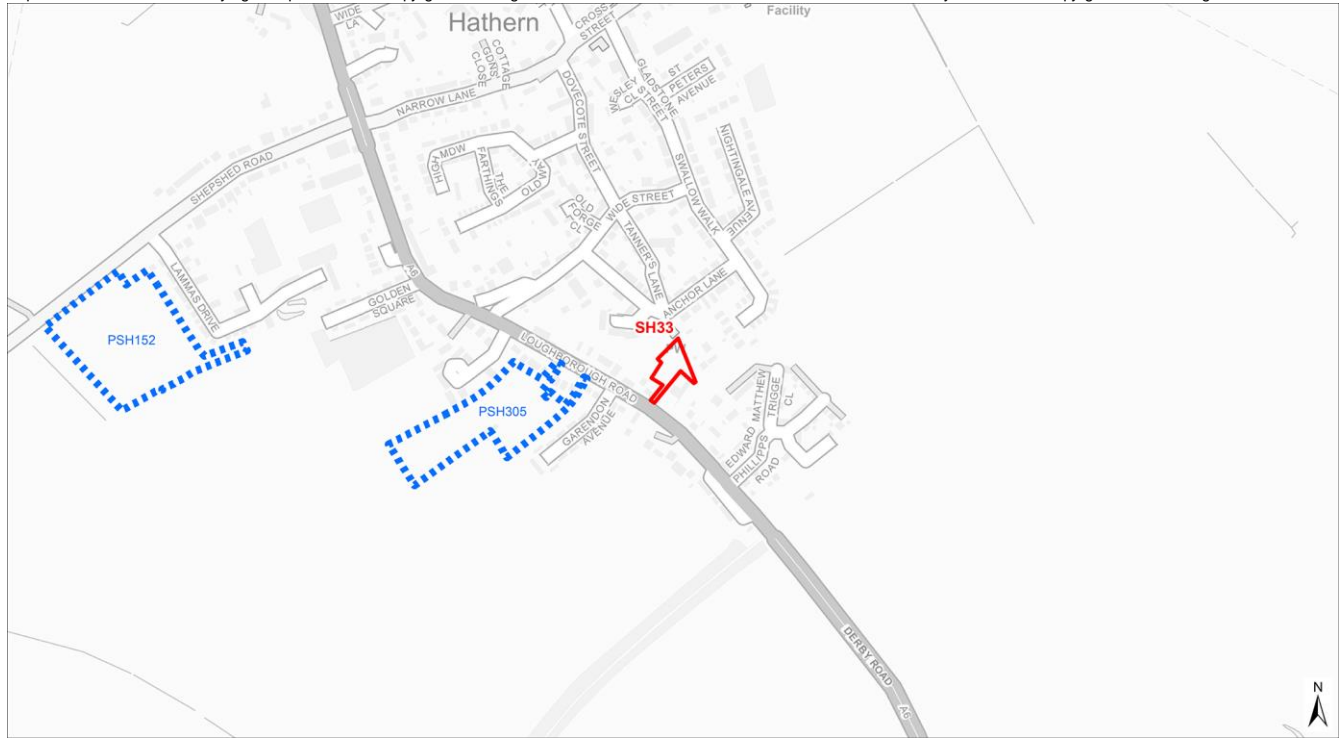 Facility
Hathern
WIDE
LA
CROSS
STREET
COTTAGE
GDNS
CLOSE
NARROW LANE
DOVECOTE STREET
WESLEY
CL
GLADSTONE
STREET
ST
PETERS
AVENUE
SHEPSHED ROAD
HIGH
MDW
THE
FARTHINGS
OLD
WAY
OLD
FORGE
CL
WIDE STREET
SWALLOW WALK
NIGHTINGALE
AVENUE
TANNER'S LANE
ANCHOR LANE
LAMMAS DRIVE
A6
GOLDEN
SQUARE
PSH152
SH33
LOUGHBOROUGH ROAD
PSH305
GARENDON
AVENUE
MATTHEW
TRIGGE
CL
EDWARD
PHILLIPPS
ROAD
DERBY ROAD
A6
N